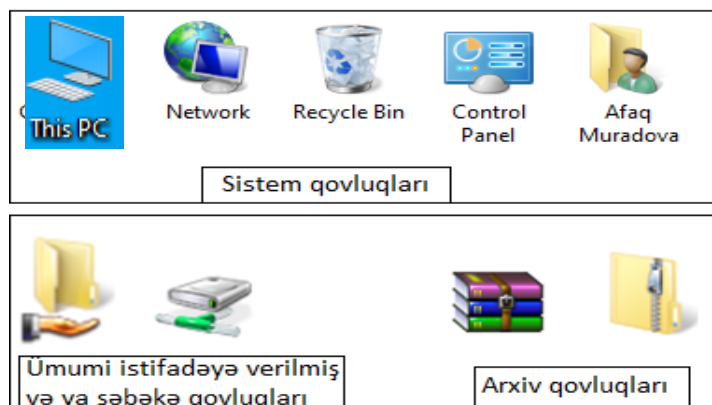 This PC
Network
Recycle Bin
Control
Panel
Afaq
Muradova
Sistem qovluqları
Ümumi istifadəyə verilmiş
və ya şəbəkə qovluqları
Arxiv qovluqları